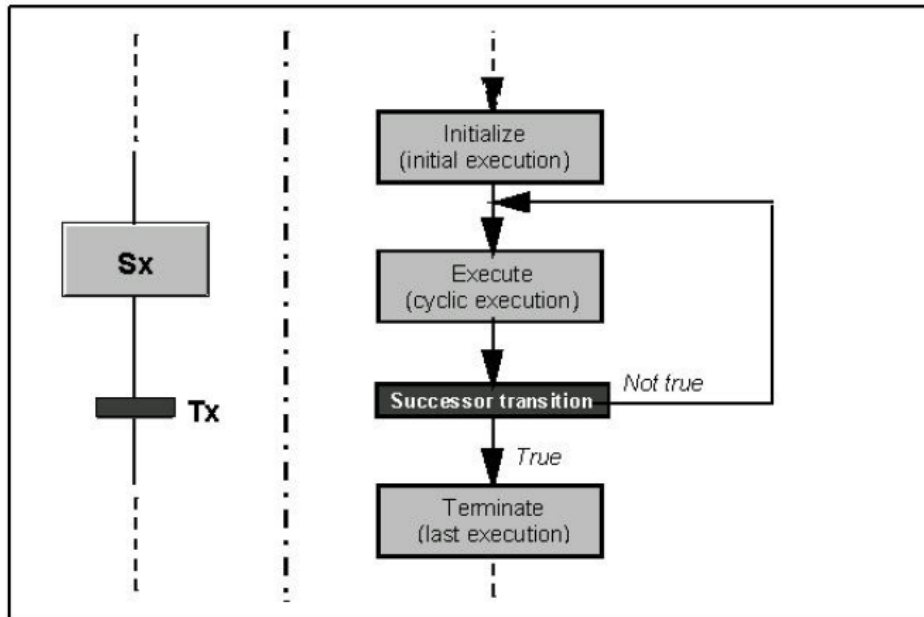 Sx
Tx
Initialize
(initial execution)
Execute
(cyclic execution)
Successor transition
Not true
True
Terminate
(last execution)